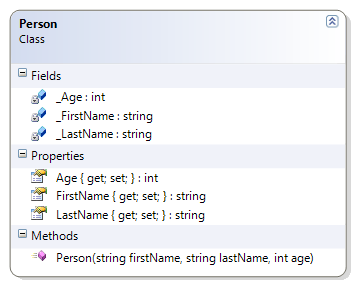 Person
Class
Fields
_Age : int
_FirstName : string
_LastName : string
Properties
Age { get; set; } : int
FirstName { get; set; } : string
LastName { get; set; } : string
Methods
Person(string firstName, string lastName, int age)